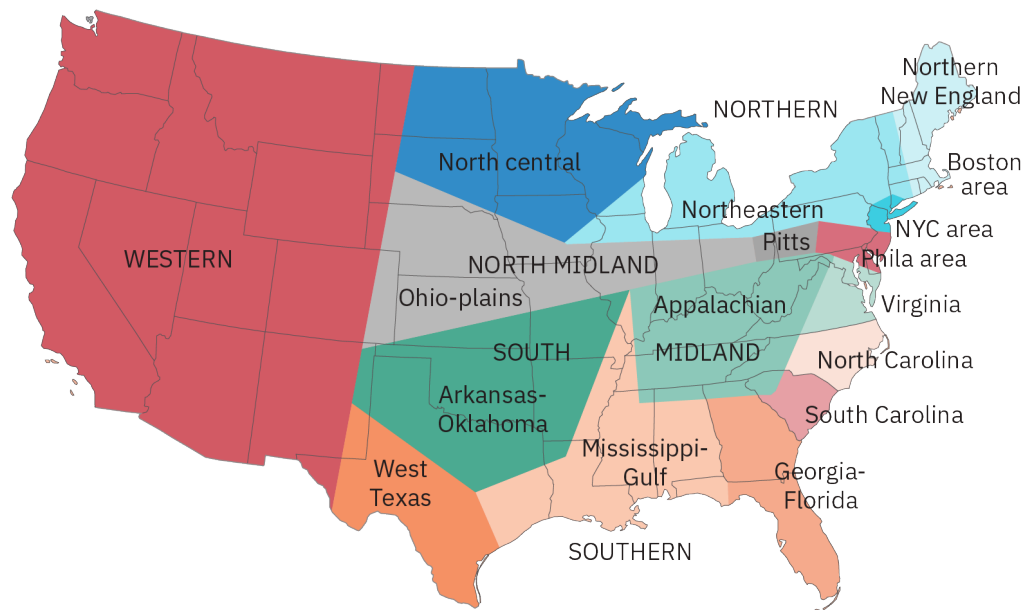 Northern
New England
NORTHERN
North central
Boston
area
Northeastern
NYC area
Pitts
WESTERN
NORTH MIDLAND
Phila area
Ohio-plains
Appalachian
Virginia
SOUTH
MIDLAND
North Carolina
Arkansas-
Oklahoma
South Carolina
Mississippi-
Gulf
West
Texas
Georgia-
Florida
SOUTHERN